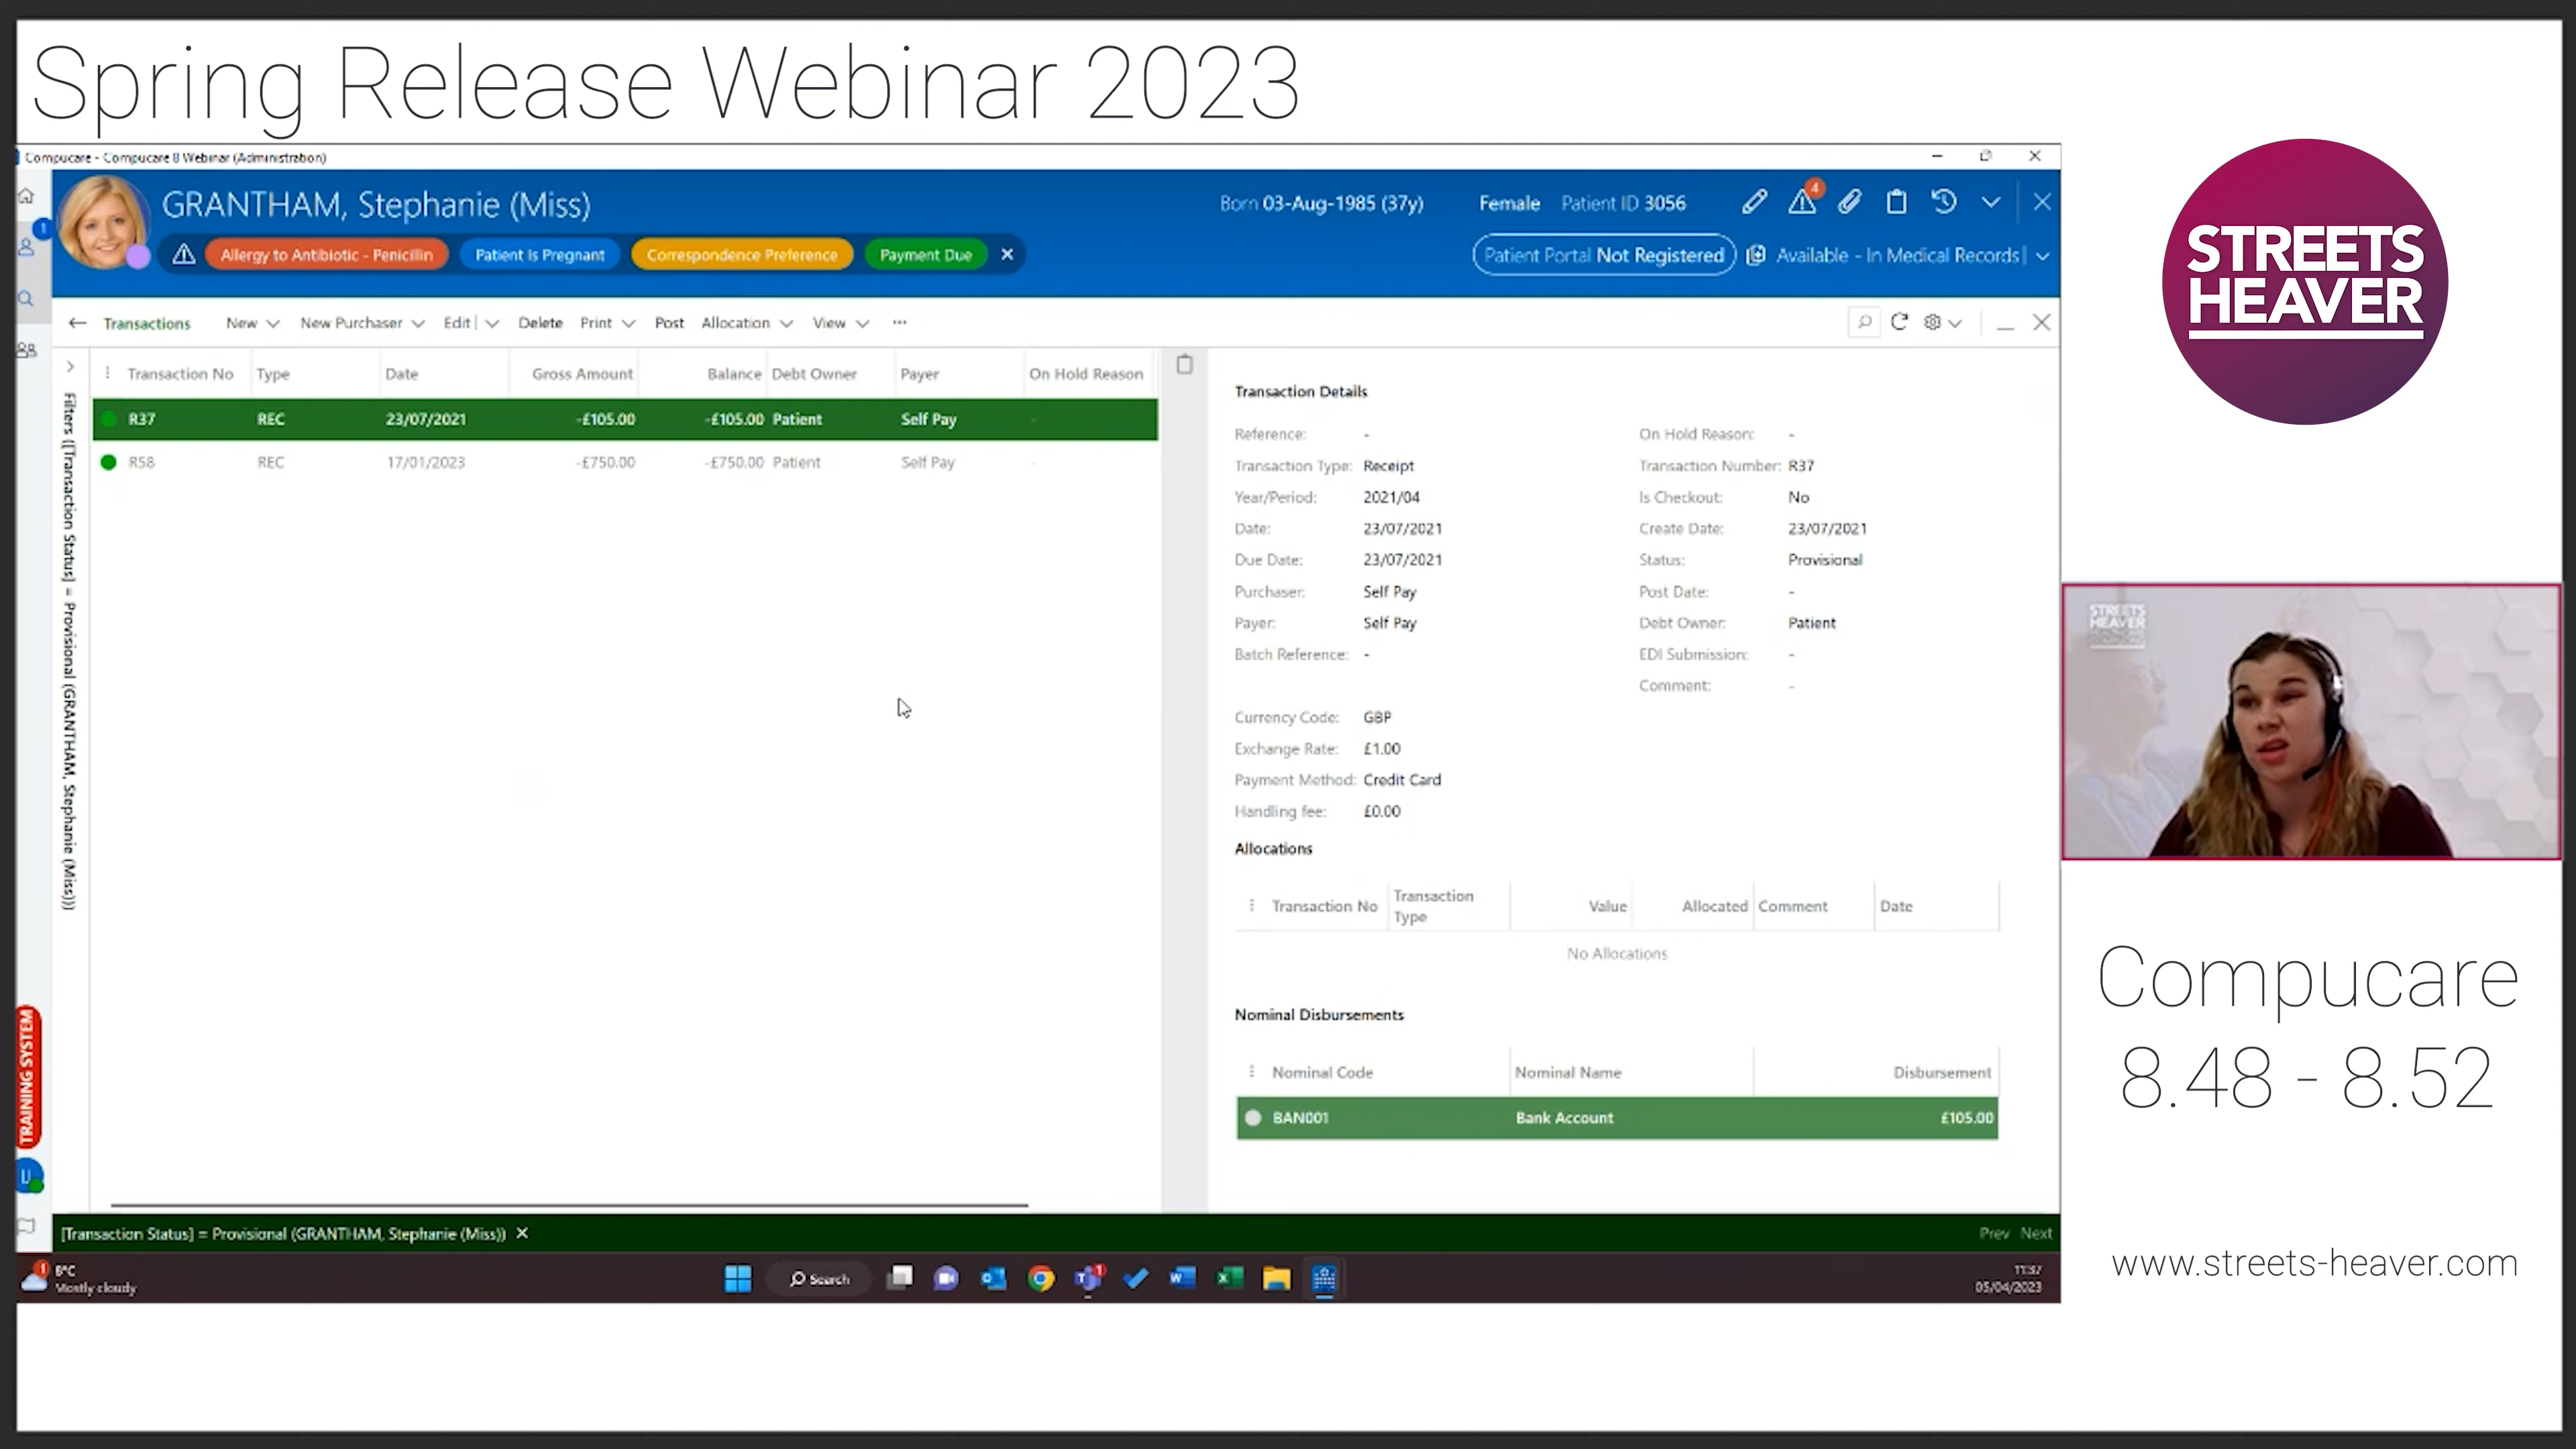 Spring Release Webinar 2023
Compucare - Compucare 8 Webinar (Administration)
GRANTHAM, Stephanie (Miss)
Born 03-Aug-1985 (37y) Female Patient ID 3056
4
1
Allergy to Antibiotic - Penicillin Patient Is Pregnant Correspondence Preference Payment Due
Patient Portal Not Registered Available - In Medical Records
Transactions New New Purchaser Edit Delete Print Post Allocation View ...
Filters ([Transaction Status] = Provisional (GRANTHAM, Stephanie (Miss)))
Transaction No Type Date Gross Amount Balance Debt Owner Payer On Hold Reason
R37 REC 23/07/2021 -£105.00 -£105.00 Patient Self Pay -
R58 REC 17/01/2023 -£750.00 -£750.00 Patient Self Pay -
Transaction Details
Reference: - On Hold Reason: -
Transaction Type: Receipt Transaction Number: R37
Year/Period: 2021/04 Is Checkout: No
Date: 23/07/2021 Create Date: 23/07/2021
Due Date: 23/07/2021 Status: Provisional
Purchaser: Self Pay Post Date: -
Payer: Self Pay Debt Owner: Patient
Batch Reference: - EDI Submission: -
Comment: -
Currency Code: GBP
Exchange Rate: £1.00
Payment Method: Credit Card
Handling fee: £0.00
Allocations
Transaction No Transaction Type Value Allocated Comment Date
No Allocations
Nominal Disbursements
Nominal Code Nominal Name Disbursement
BAN001 Bank Account £105.00
TRAINING SYSTEM
[Transaction Status] = Provisional (GRANTHAM, Stephanie (Miss))
Prev Next
1
8°C
Mostly cloudy
Search
1
11:37
05/04/2023
STREETS
HEAVER
STREETS
HEAVER
Compucare
8.48 - 8.52
www.streets-heaver.com